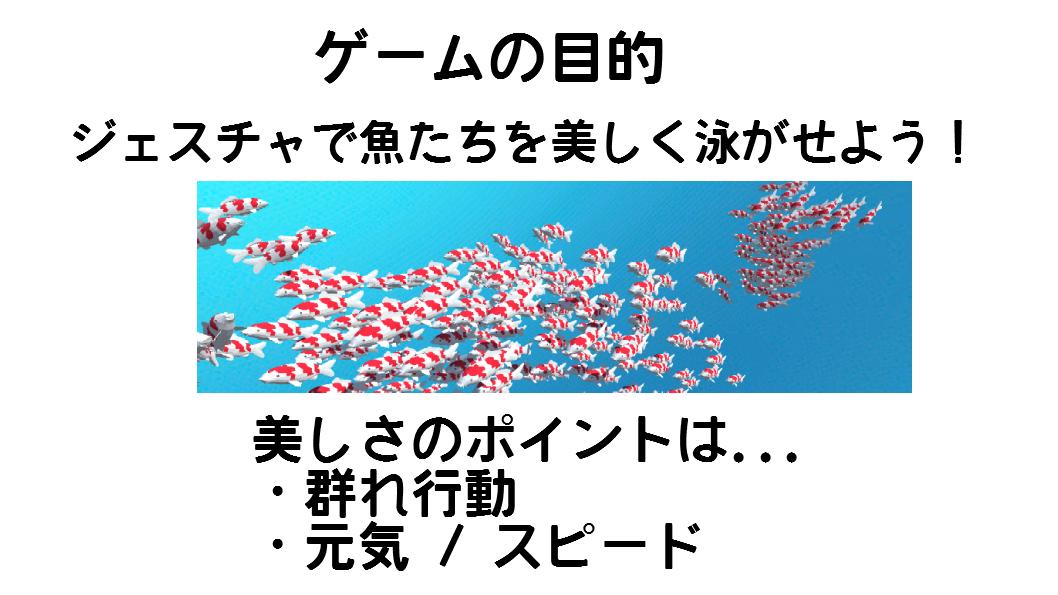 ゲームの目的
ジェスチャで魚たちを美しく泳がせよう！
美しさのポイントは...
・群れ行動
・元気 / スピード